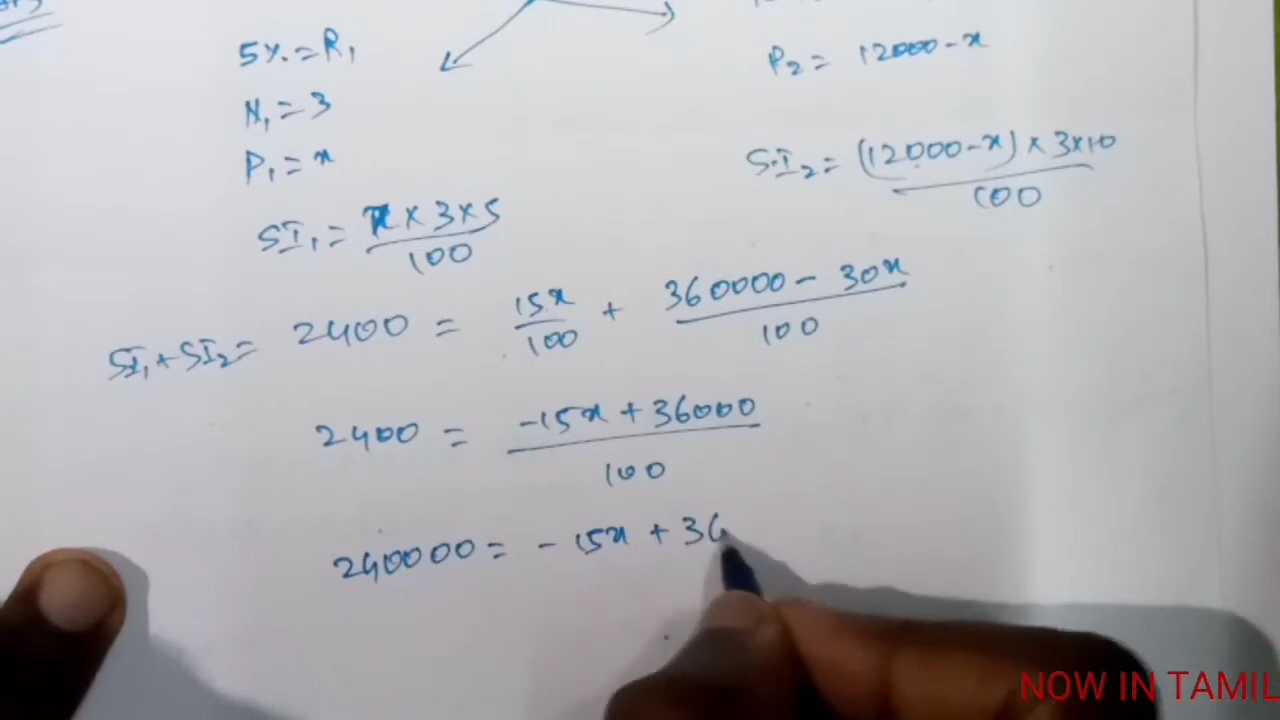 5%=R₁
N₁=3
P₁=x
SI₁= x×3×5/100
P₂= 12000-x
S.I₂= (12000-x)×3×10/100
SI₁+SI₂= 2400 = 15x/100 + 360000-30x/100
2400 = -15x+36000/100
240000= -15x+36
NOW IN TAMIL